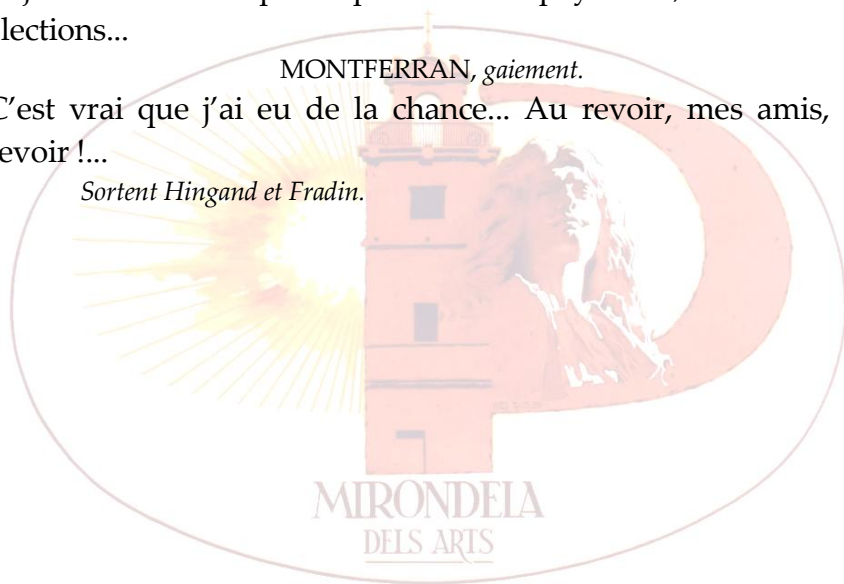 lections...
MONTFERRAN, gaiement.
C'est vrai que j'ai eu de la chance... Au revoir, mes amis,
evoir !...
Sortent Hingand et Fradin.
MIRONDELA
DELS ARTS